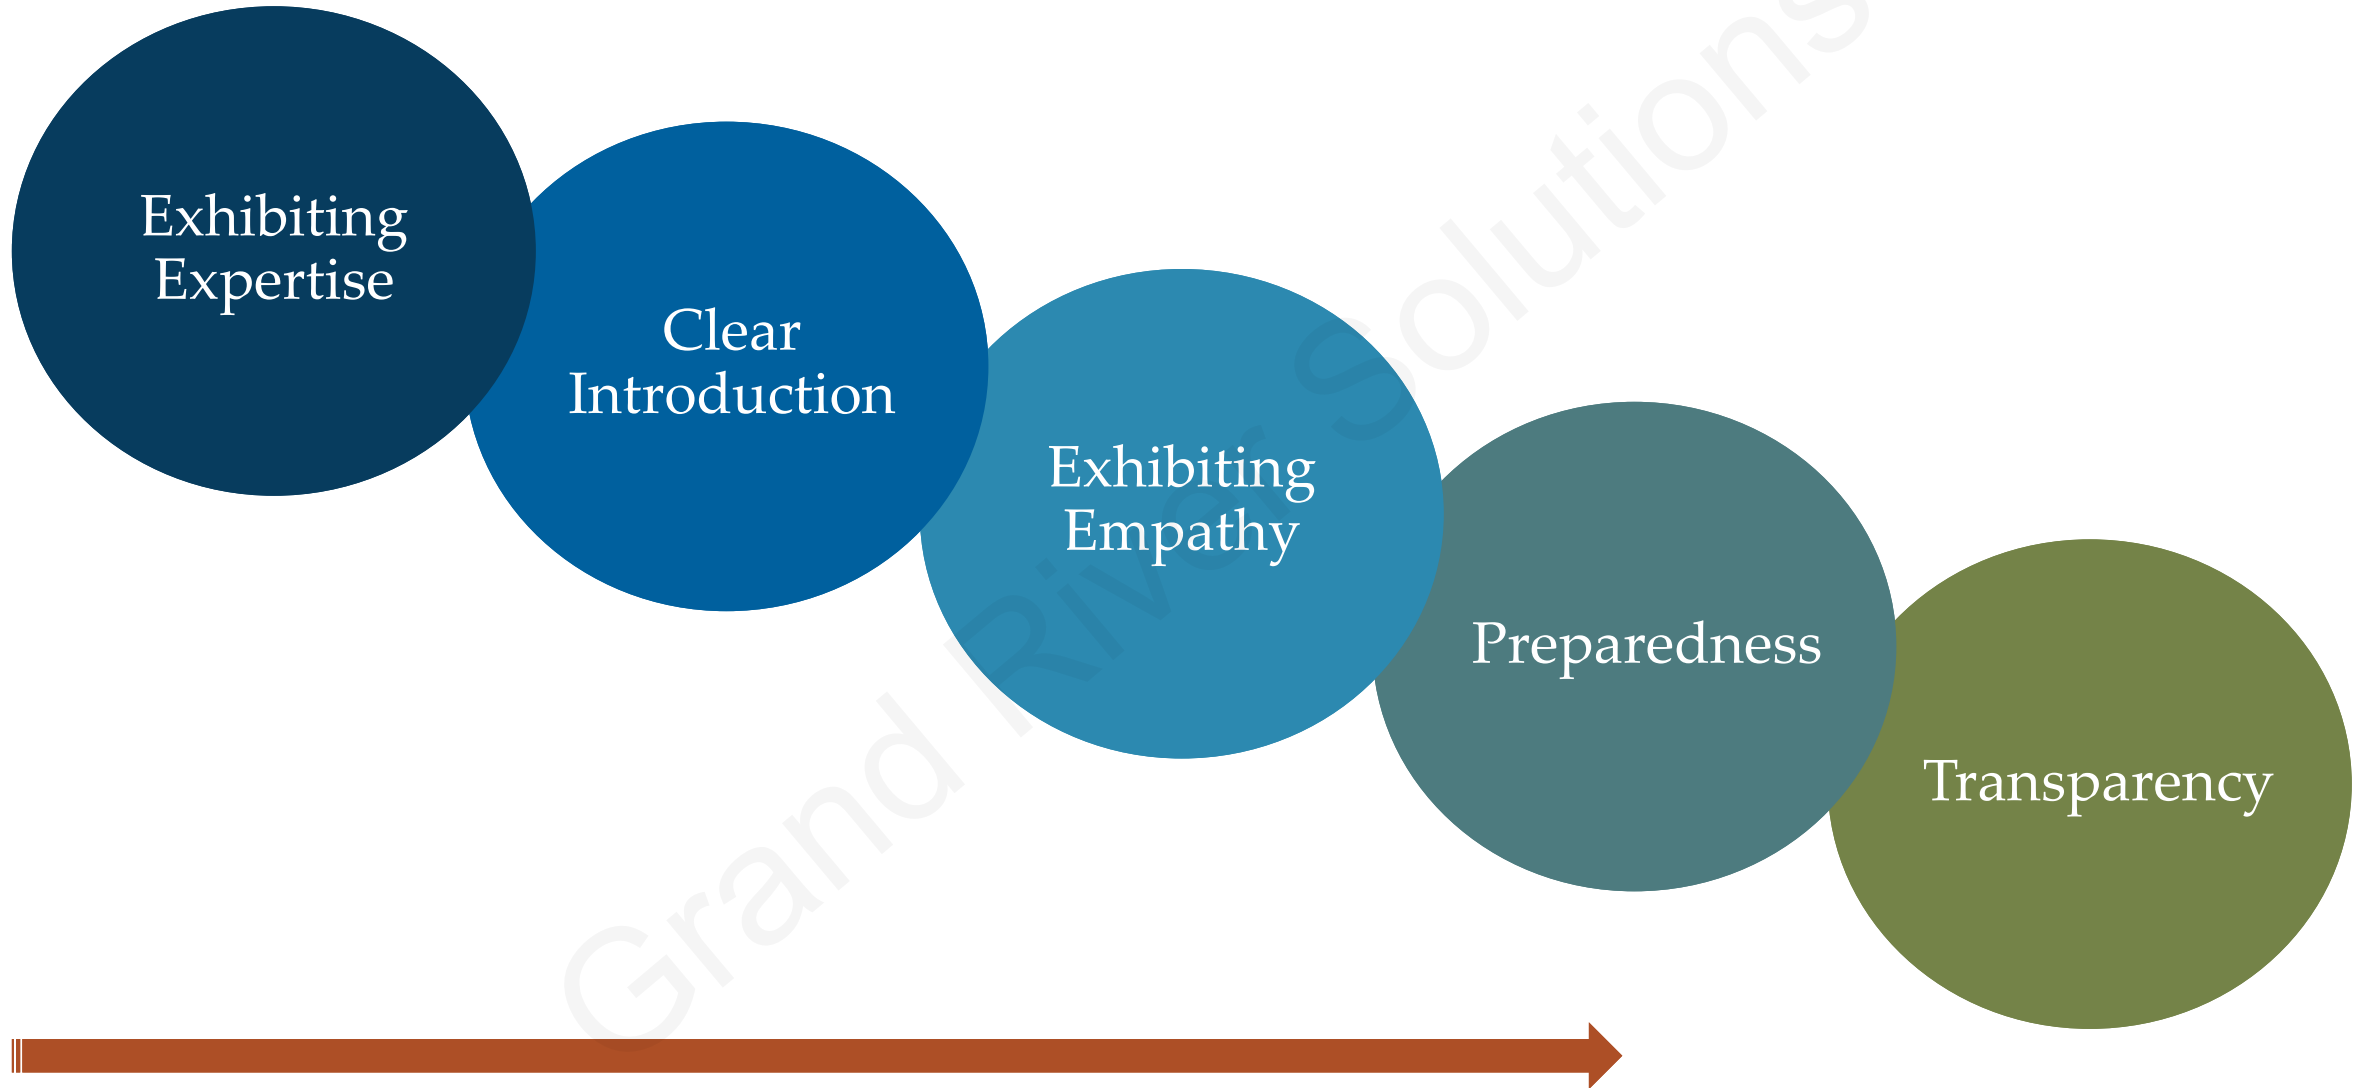 Exhibiting
Expertise
Clear
Introduction
Exhibiting
Empathy
Preparedness
Transparency
Grand River Solutions